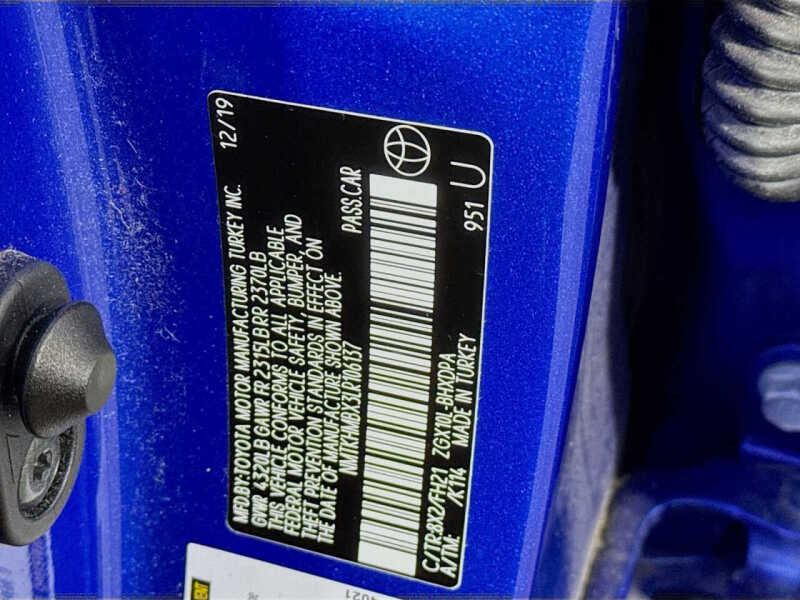 MFD.BY:TOYOTA MOTOR MANUFACTURING TURKEY INC. 12/19
GVWR 4320LB GAWR FR 2315LB RR 2370LB
THIS VEHICLE CONFORMS TO ALL APPLICABLE
FEDERAL MOTOR VEHICLE SAFETY, BUMPER, AND
THEFT PREVENTION STANDARDS IN EFFECT ON
THE DATE OF MANUFACTURE SHOWN ABOVE.
PASS.CAR
C/TR:8X2/FH21 ZGX10L-BHXDPA 951 U
A/TM: /K114 MADE IN TURKEY
4021